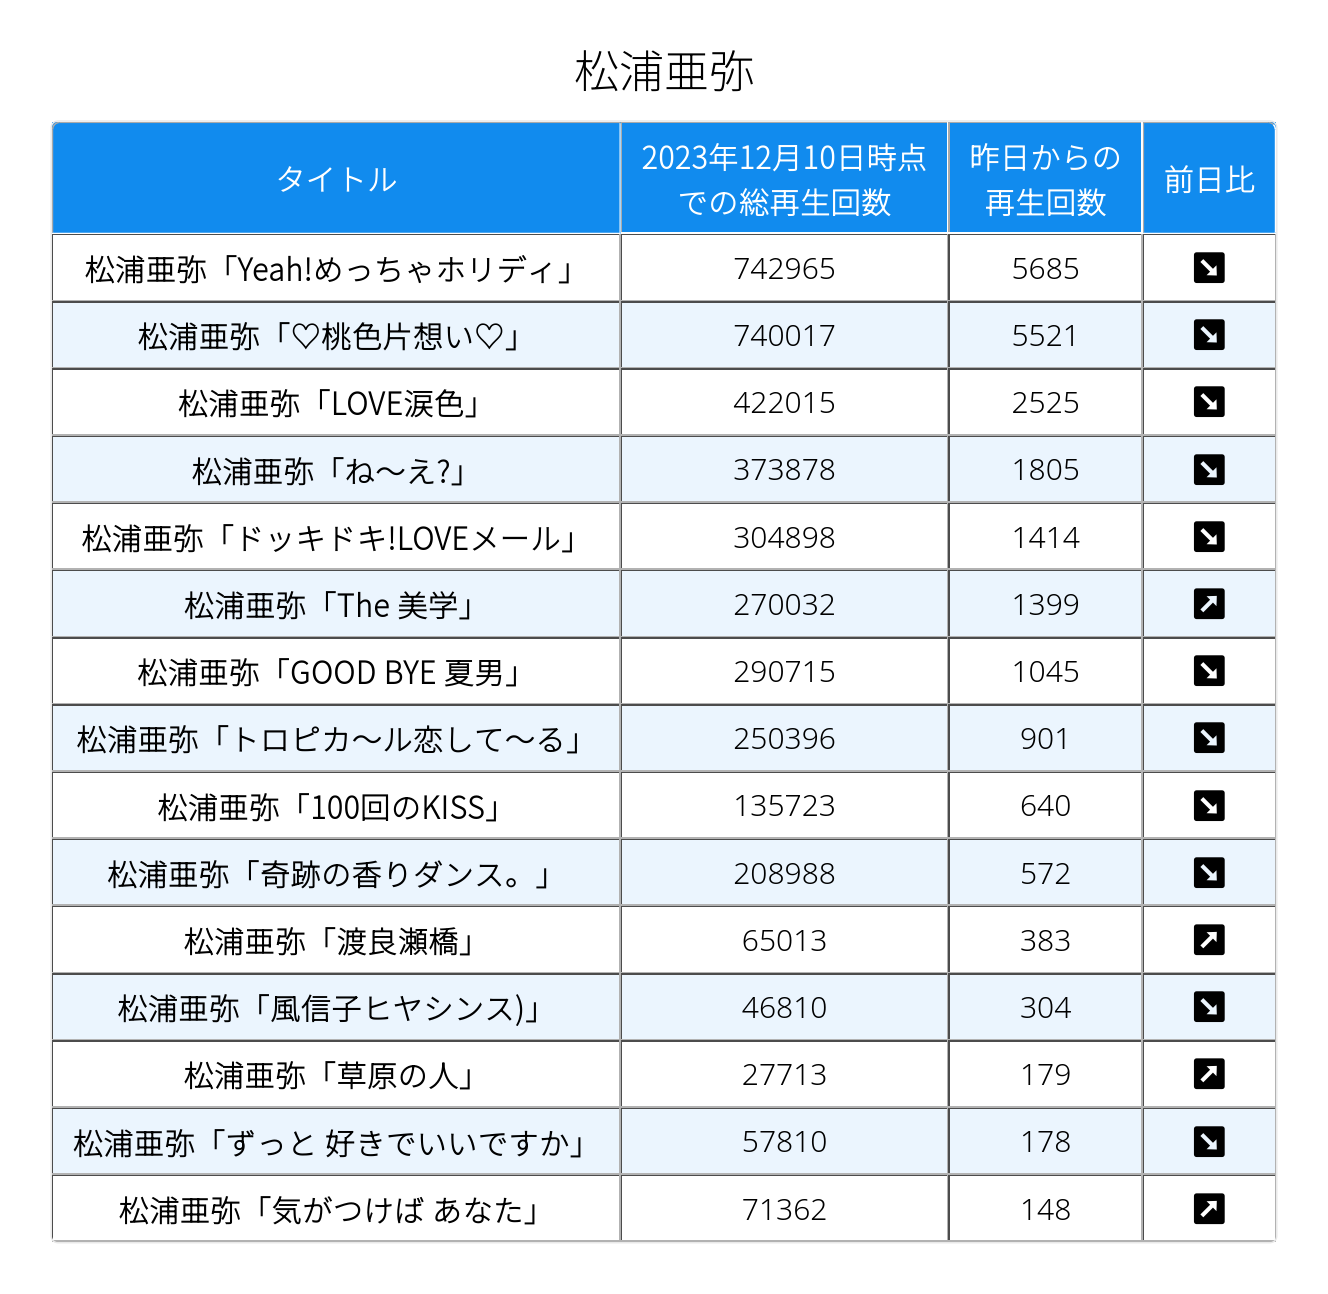 松浦亜弥
タイトル
2023年12月10日時点
での総再生回数
昨日からの
再生回数
前日比
松浦亜弥「Yeah!めっちゃホリディ」 742965 5685 ↘
松浦亜弥「♡桃色片想い♡」 740017 5521 ↘
松浦亜弥「LOVE涙色」 422015 2525 ↘
松浦亜弥「ね〜え?」 373878 1805 ↘
松浦亜弥「ドッキドキ!LOVEメール」 304898 1414 ↘
松浦亜弥「The 美学」 270032 1399 ↗
松浦亜弥「GOOD BYE 夏男」 290715 1045 ↘
松浦亜弥「トロピカ〜ル恋して〜る」 250396 901 ↘
松浦亜弥「100回のKISS」 135723 640 ↘
松浦亜弥「奇跡の香りダンス。」 208988 572 ↘
松浦亜弥「渡良瀬橋」 65013 383 ↗
松浦亜弥「風信子ヒヤシンス)」 46810 304 ↘
松浦亜弥「草原の人」 27713 179 ↗
松浦亜弥「ずっと 好きでいいですか」 57810 178 ↘
松浦亜弥「気がつけば あなた」 71362 148 ↗